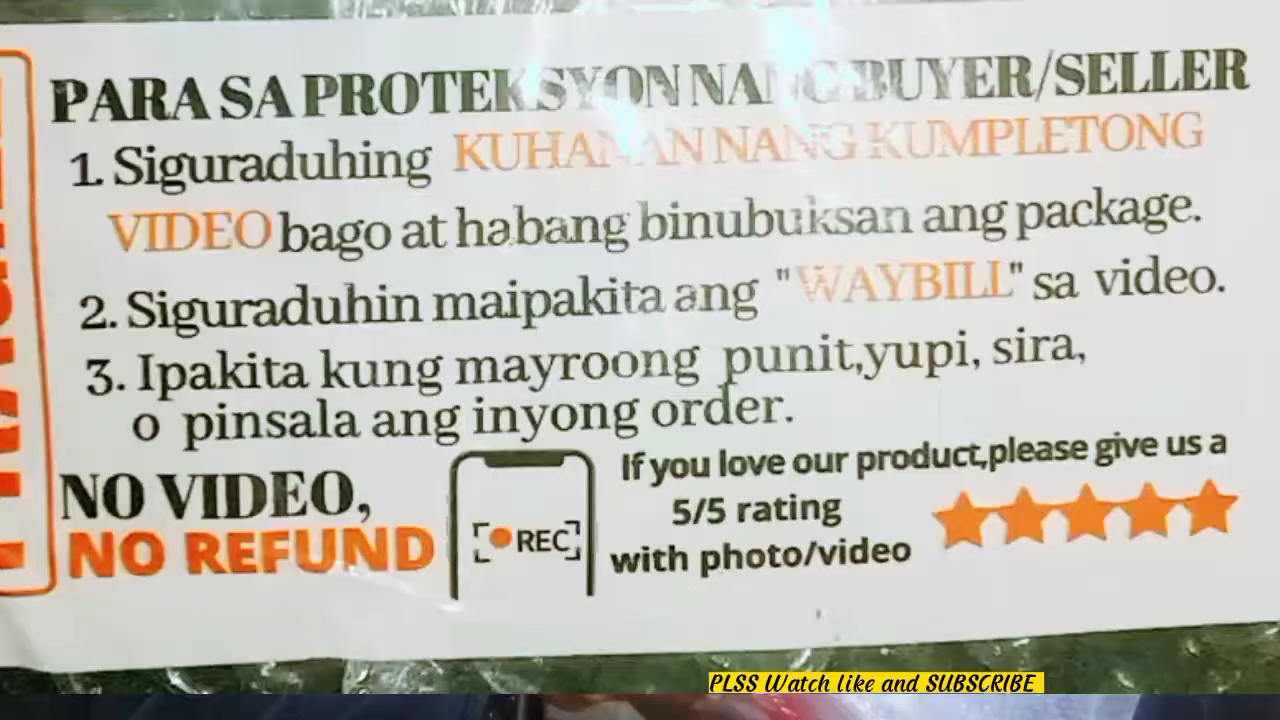 PARA SA PROTEKSYON NANG BUYER/SELLER
1. Siguraduhing KUHANAN NANG KUMPLETONG
VIDEO bago at habang binubuksan ang package.
2. Siguraduhin maipakita ang "WAYBILL" sa video.
3. Ipakita kung mayroong punit,yupi, sira,
o pinsala ang inyong order.
NO VIDEO,
NO REFUND
REC
If you love our product,please give us a
5/5 rating
with photo/video
PLSS Watch like and SUBSCRIBE